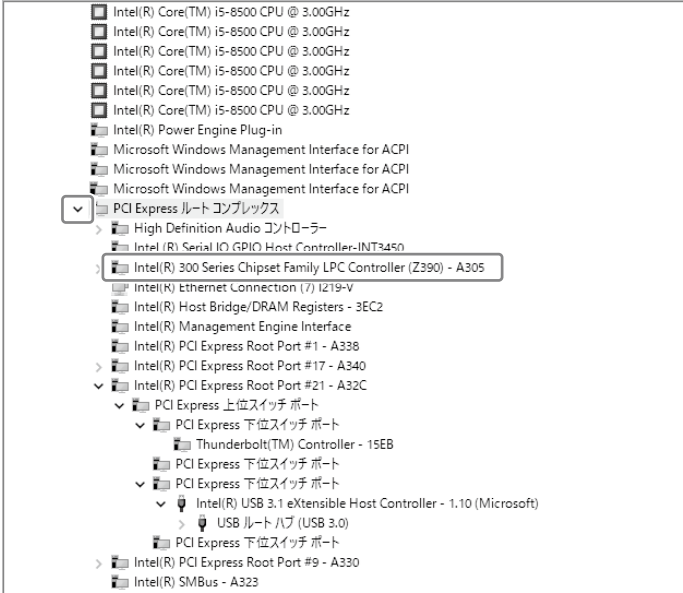 Intel(R) Core(TM) i5-8500 CPU @ 3.00GHz
Intel(R) Core(TM) i5-8500 CPU @ 3.00GHz
Intel(R) Core(TM) i5-8500 CPU @ 3.00GHz
Intel(R) Core(TM) i5-8500 CPU @ 3.00GHz
Intel(R) Core(TM) i5-8500 CPU @ 3.00GHz
Intel(R) Core(TM) i5-8500 CPU @ 3.00GHz
Intel(R) Power Engine Plug-in
Microsoft Windows Management Interface for ACPI
Microsoft Windows Management Interface for ACPI
Microsoft Windows Management Interface for ACPI
PCI Express ルート コンプレックス
High Definition Audio コントローラー
Intel (R) Serial IO GPIO Host Controller-INT3450
Intel(R) 300 Series Chipset Family LPC Controller (Z390) - A305
Intel(R) Ethernet Connection (7) I219-V
Intel(R) Host Bridge/DRAM Registers - 3EC2
Intel(R) Management Engine Interface
Intel(R) PCI Express Root Port #1 - A338
Intel(R) PCI Express Root Port #17 - A340
Intel(R) PCI Express Root Port #21 - A32C
PCI Express 上位スイッチ ポート
PCI Express 下位スイッチ ポート
Thunderbolt(TM) Controller - 15EB
PCI Express 下位スイッチ ポート
PCI Express 下位スイッチ ポート
Intel(R) USB 3.1 eXtensible Host Controller - 1.10 (Microsoft)
USB ルート ハブ (USB 3.0)
PCI Express 下位スイッチ ポート
Intel(R) PCI Express Root Port #9 - A330
Intel(R) SMBus - A323